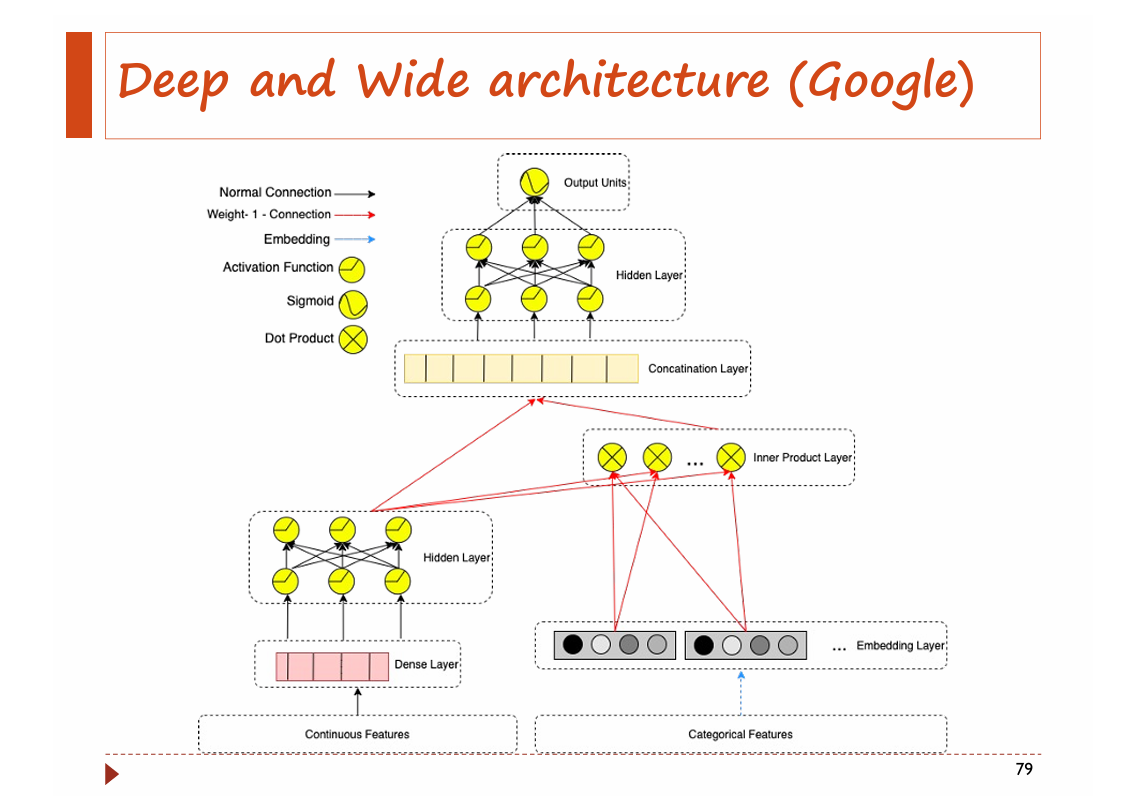 Deep and Wide architecture (Google)
Output Units
Normal Connection
Weight- 1 - Connection
Embedding
Activation Function
Sigmoid
Dot Product
Hidden Layer
Concatination Layer
... Inner Product Layer
Hidden Layer
Dense Layer
... Embedding Layer
Continuous Features
Categorical Features
79